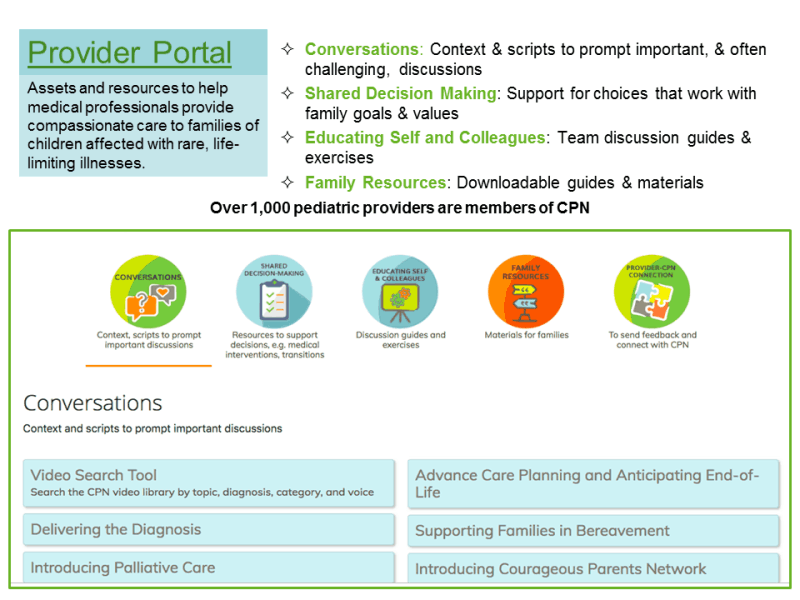 Provider Portal
Assets and resources to help
medical professionals provide
compassionate care to families of
children affected with rare, life-
limiting illnesses.
✧ Conversations: Context & scripts to prompt important, & often
challenging, discussions
✧ Shared Decision Making: Support for choices that work with
family goals & values
✧ Educating Self and Colleagues: Team discussion guides &
exercises
✧ Family Resources: Downloadable guides & materials
Over 1,000 pediatric providers are members of CPN
CONVERSATIONS
Context, scripts to prompt
important discussions
SHARED
DECISION-MAKING
Resources to support
decisions, e.g. medical
interventions, transitions
EDUCATING SELF
& COLLEAGUES
Discussion guides and
exercises
FAMILY
RESOURCES
Materials for families
PROVIDER-CPN
CONNECTION
To send feedback and
connect with CPN
Conversations
Context and scripts to prompt important discussions
Video Search Tool
Search the CPN video library by topic, diagnosis, category, and voice
Advance Care Planning and Anticipating End-of-
Life
Delivering the Diagnosis
Supporting Families in Bereavement
Introducing Palliative Care
Introducing Courageous Parents Network